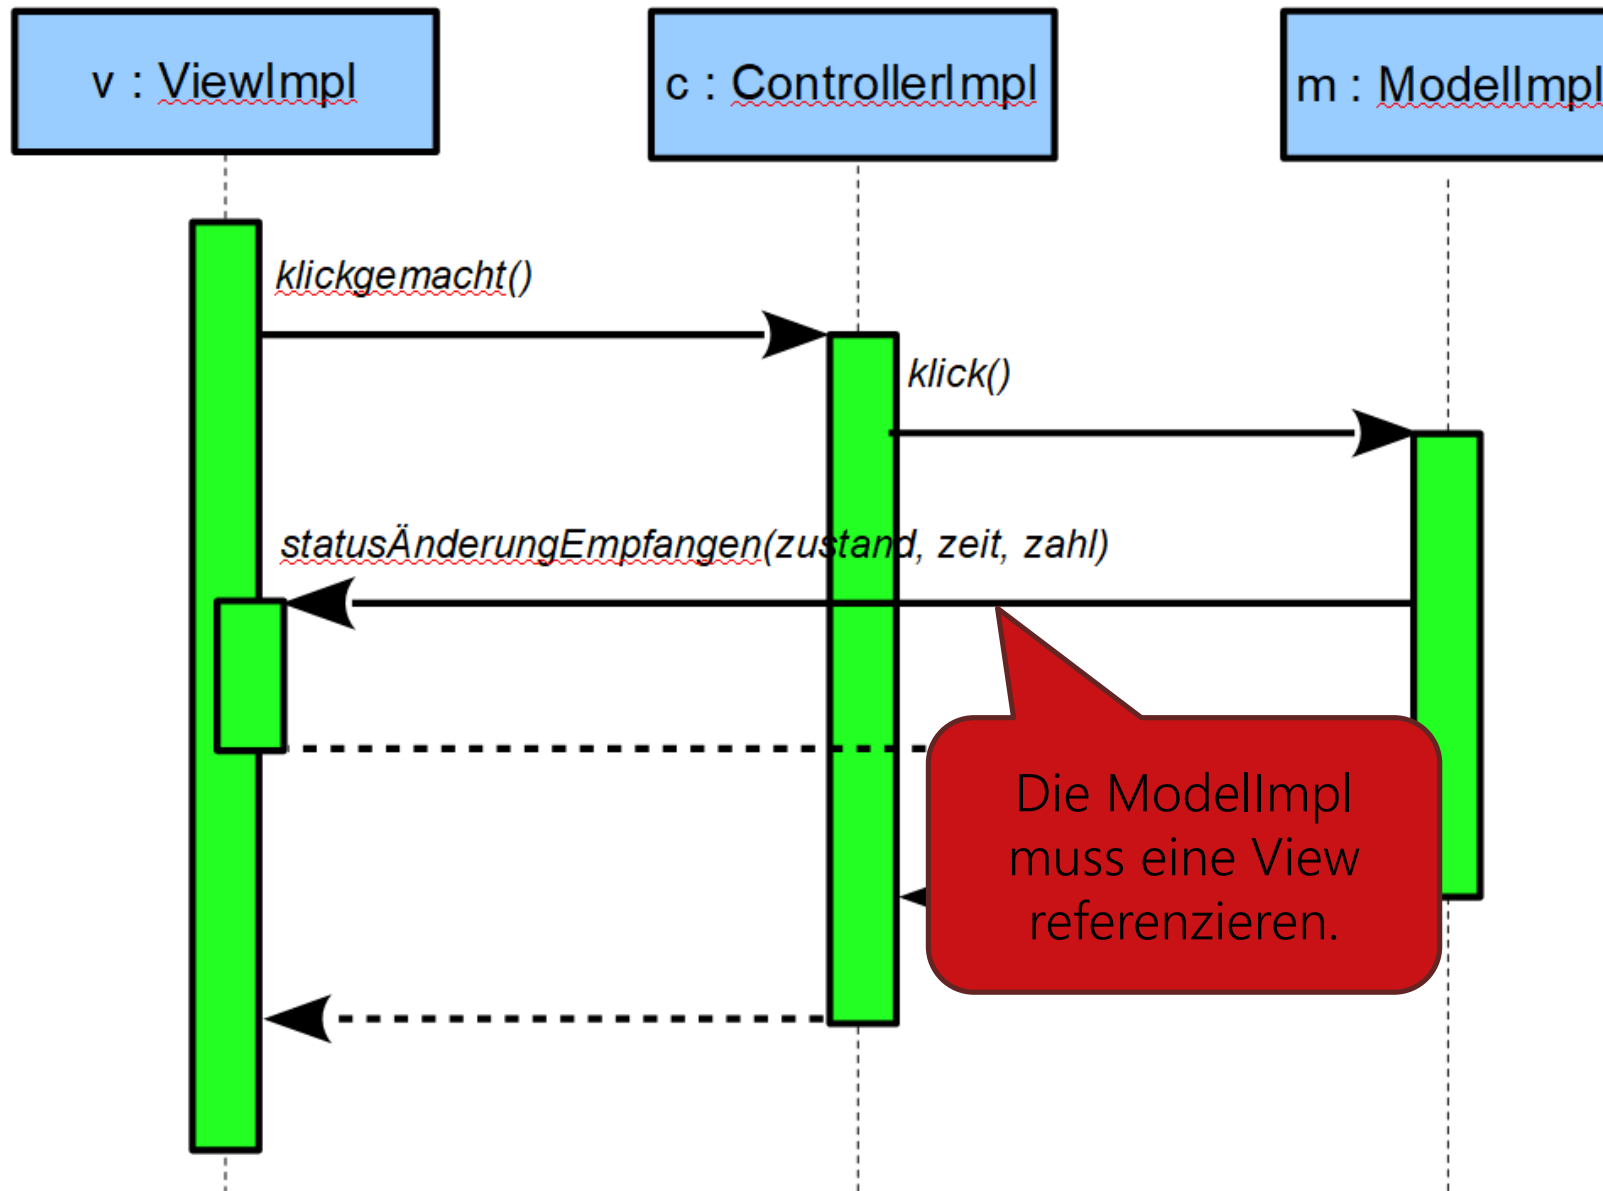 v : ViewImpl
c : ControllerImpl
m : ModelImpl
klickgemacht()
klick()
statusÄnderungEmpfangen(zustand, zeit, zahl)
Die ModelImpl
muss eine View
referenzieren.